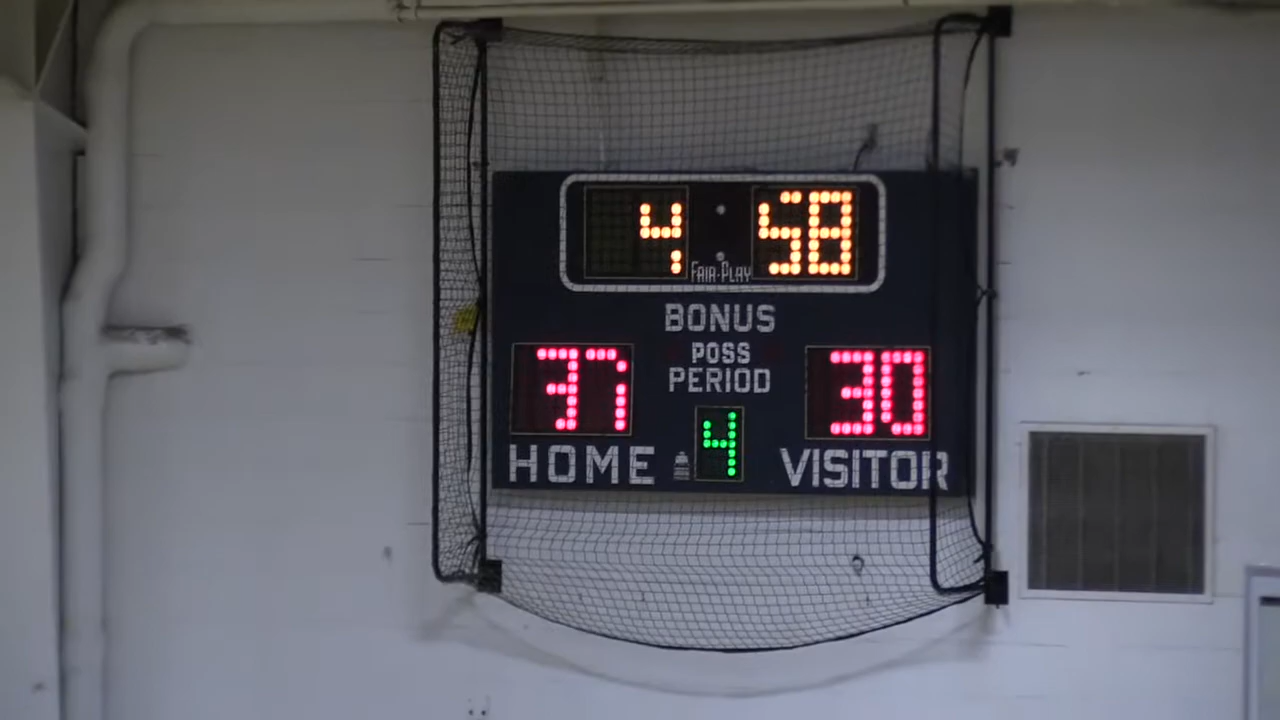 4 58
FAIR-PLAY
BONUS
POSS
PERIOD
37 30
4
HOME VISITOR